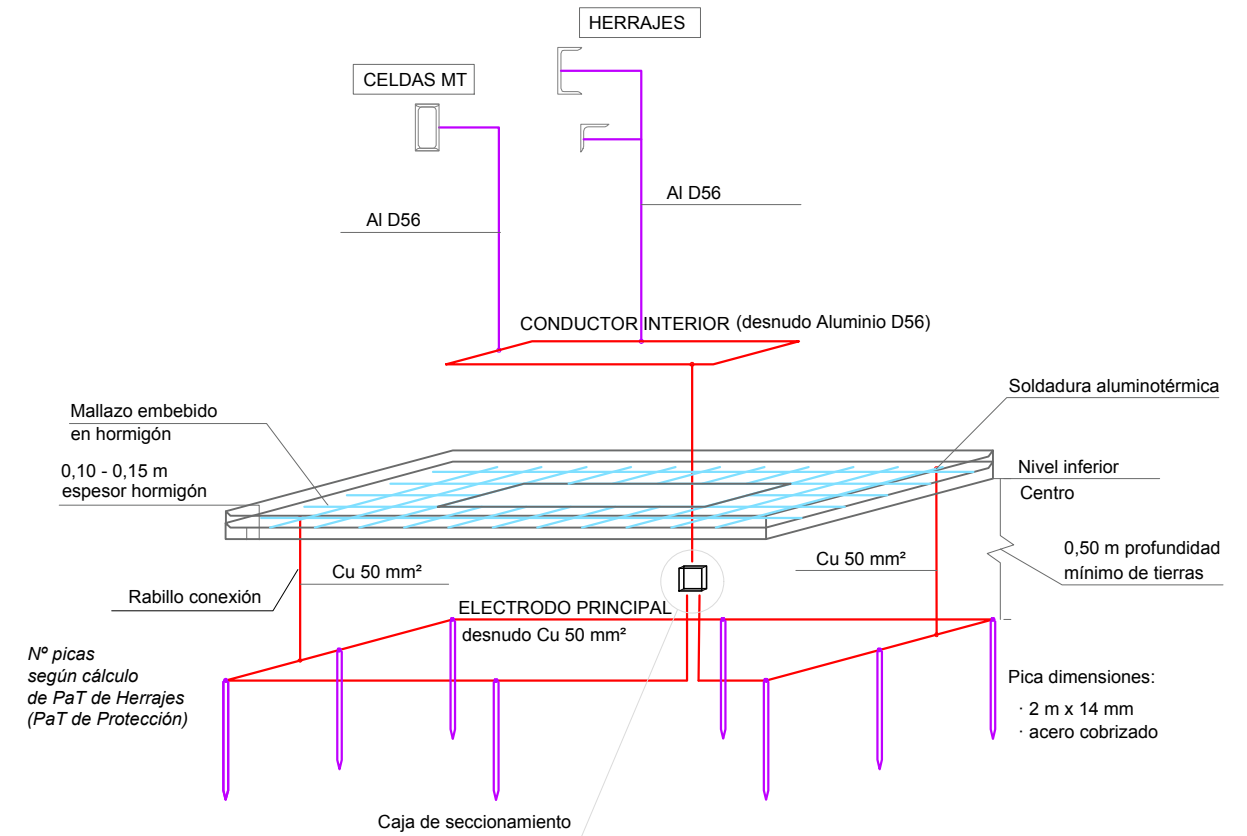 HERRAJES
CELDAS MT
Al D56
Al D56
CONDUCTOR INTERIOR (desnudo Aluminio D56)
Soldadura aluminotérmica
Mallazo embebido
en hormigón
0,10 - 0,15 m
espesor hormigón
Nivel inferior
Centro
0,50 m profundidad
mínimo de tierras
Cu 50 mm²
Cu 50 mm²
Rabillo conexión
ELECTRODO PRINCIPAL
desnudo Cu 50 mm²
Nº picas
según cálculo
de PaT de Herrajes
(PaT de Protección)
Pica dimensiones:
· 2 m x 14 mm
· acero cobrizado
Caja de seccionamiento